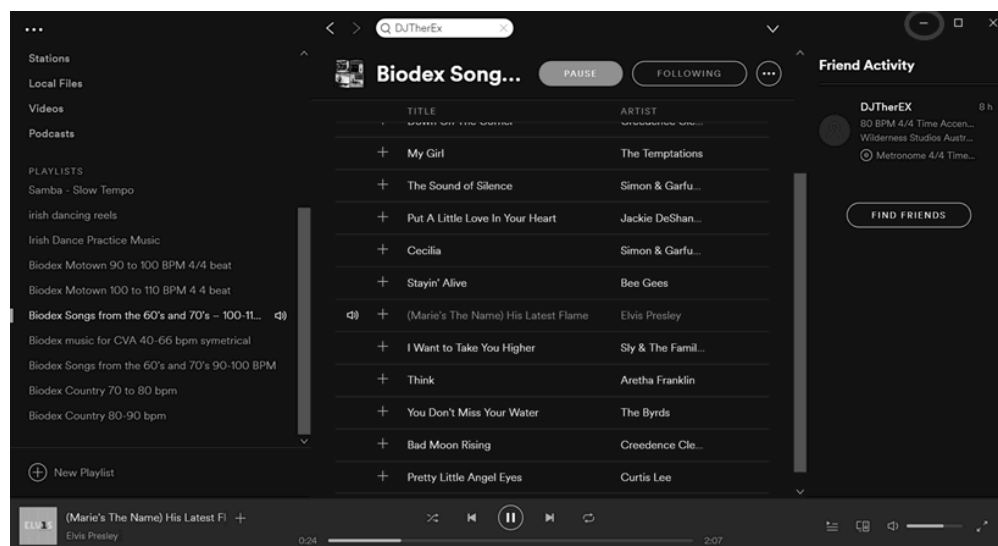 DJTherEx
Stations
Local Files
Videos
Podcasts
PLAYLISTS
Samba - Slow Tempo
irish dancing reels
Irish Dance Practice Music
Biodex Motown 90 to 100 BPM 4/4 beat
Biodex Motown 100 to 110 BPM 4 4 beat
Biodex Songs from the 60's and 70's – 100-11...
Biodex music for CVA 40-66 bpm symetrical
Biodex Songs from the 60's and 70's 90-100 BPM
Biodex Country 70 to 80 bpm
Biodex Country 80-90 bpm
New Playlist
Biodex Song... PAUSE FOLLOWING
TITLE ARTIST
Down On The Corner Creedence Cle...
My Girl The Temptations
The Sound of Silence Simon & Garfu...
Put A Little Love In Your Heart Jackie DeShan...
Cecilia Simon & Garfu...
Stayin' Alive Bee Gees
(Marie's The Name) His Latest Flame Elvis Presley
I Want to Take You Higher Sly & The Famil...
Think Aretha Franklin
You Don't Miss Your Water The Byrds
Bad Moon Rising Creedence Cle...
Pretty Little Angel Eyes Curtis Lee
Friend Activity
DJTherEX 8 h
80 BPM 4/4 Time Accen...
Wilderness Studios Austr...
Metronome 4/4 Time...
FIND FRIENDS
ELV1S
(Marie's The Name) His Latest Fl
Elvis Presley
0:24 2:07